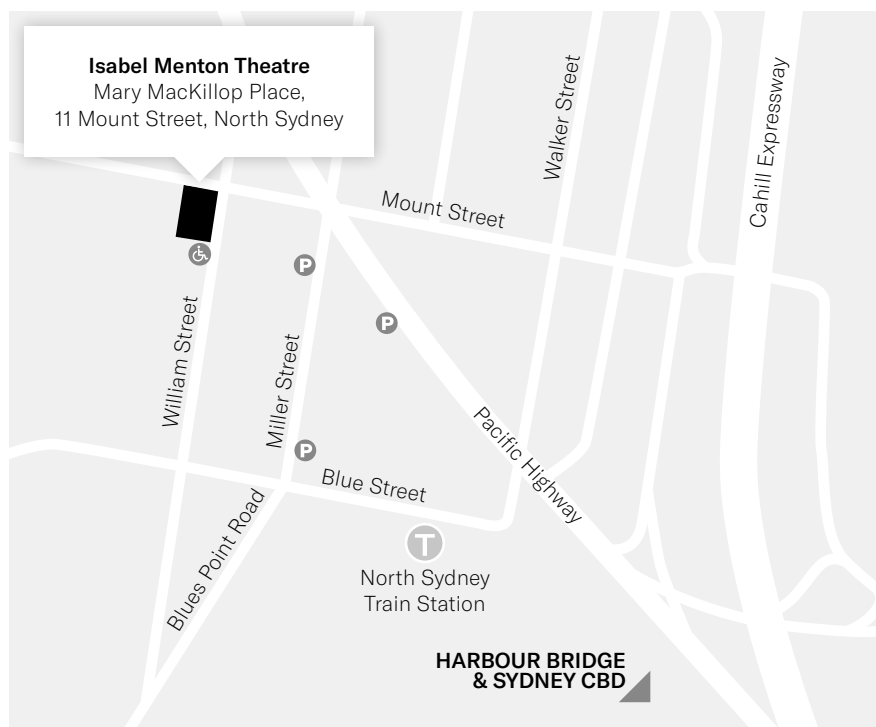 Isabel Menton Theatre
Mary MacKillop Place,
11 Mount Street, North Sydney
Walker Street
Cahill Expressway
Mount Street
P
P
William Street
Miller Street
Pacific Highway
P
Blue Street
Blues Point Road
T
North Sydney
Train Station
HARBOUR BRIDGE
& SYDNEY CBD